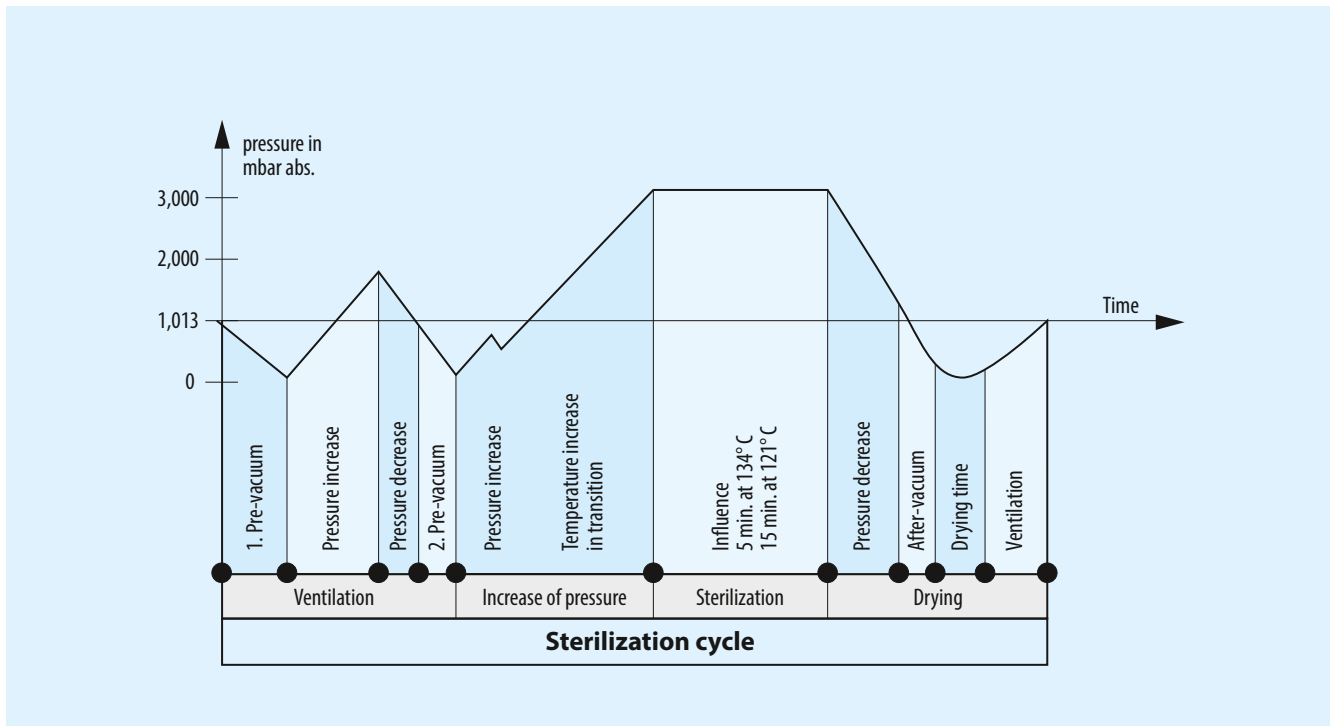 pressure in
mbar abs.
3,000
2,000
1,013
0
Time
1. Pre-vacuum
Pressure increase
Pressure decrease
2. Pre-vacuum
Pressure increase
Temperature increase
in transition
Influence
5 min. at 134° C
15 min. at 121° C
Pressure decrease
After-vacuum
Drying time
Ventilation
Ventilation
Increase of pressure
Sterilization
Drying
Sterilization cycle